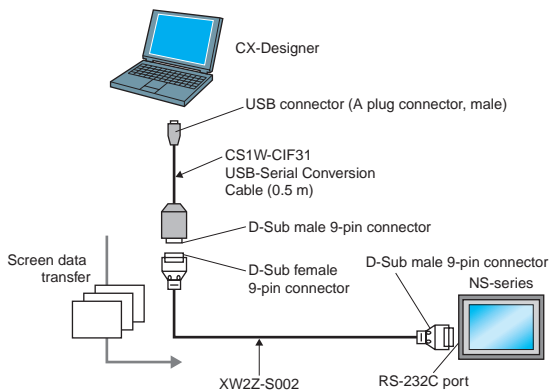 CX-Designer
USB connector (A plug connector, male)
CS1W-CIF31
USB-Serial Conversion
Cable (0.5 m)
D-Sub male 9-pin connector
Screen data
transfer
D-Sub female
9-pin connector
D-Sub male 9-pin connector
NS-series
XW2Z-S002
RS-232C port